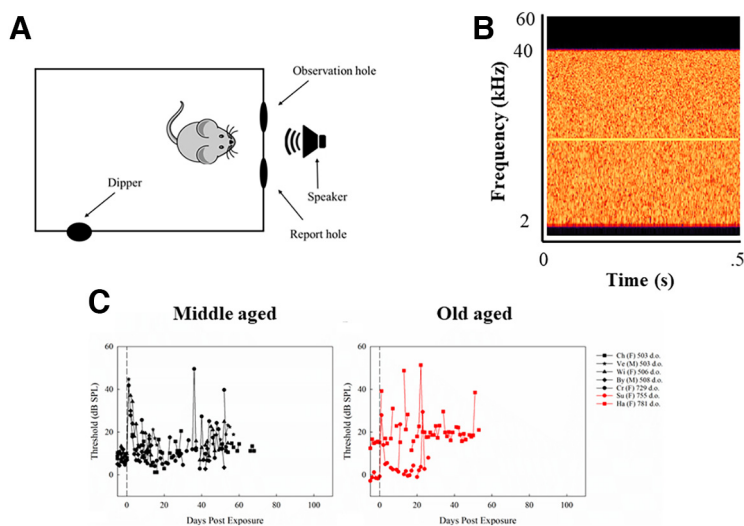 A
Observation hole
Dipper
Speaker
Report hole
B
60
40
Frequency (kHz)
2
0
.5
Time (s)
C
Middle aged
60
40
20
0
Threshold (dB SPL)
0 20 40 60 80 100
Days Post Exposure
Old aged
60
40
20
0
Threshold (dB SPL)
0 20 40 60 80 100
Days Post Exposure
Ch (F) 503 d.o.
Ve (M) 503 d.o.
Wi (F) 506 d.o.
By (M) 508 d.o.
Cr (F) 729 d.o.
Su (F) 755 d.o.
Ha (F) 781 d.o.